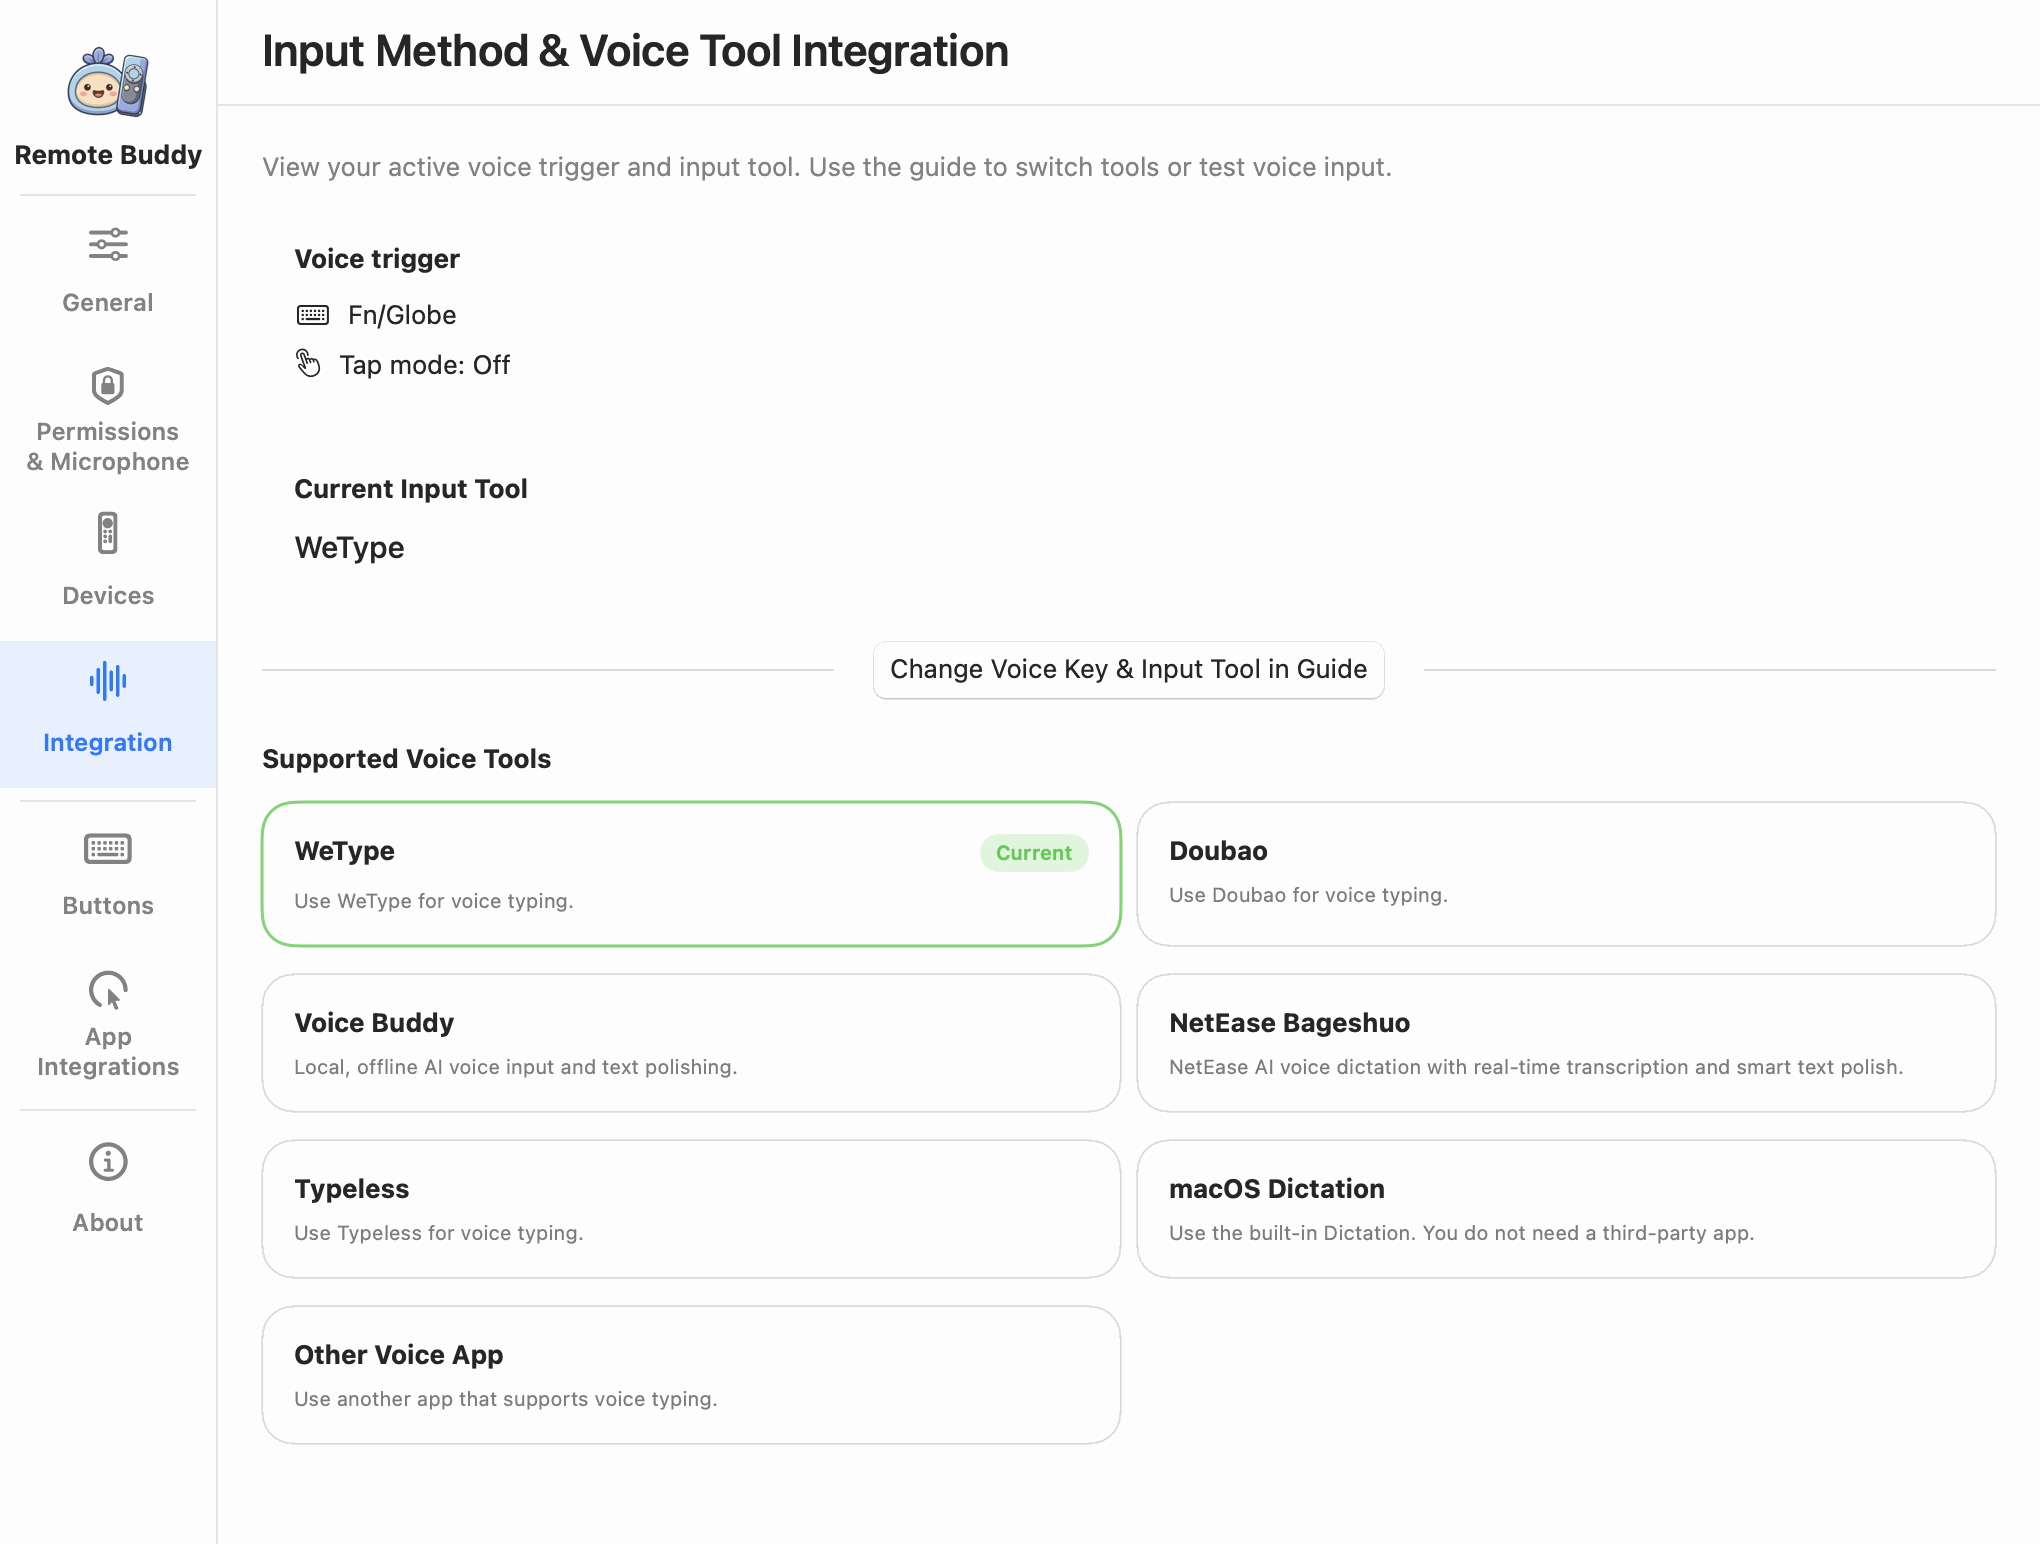 Remote Buddy
General
Permissions
& Microphone
Devices
Integration
Buttons
App
Integrations
About
Input Method & Voice Tool Integration
View your active voice trigger and input tool. Use the guide to switch tools or test voice input.
Voice trigger
Fn/Globe
Tap mode: Off
Current Input Tool
WeType
Change Voice Key & Input Tool in Guide
Supported Voice Tools
WeType
Current
Use WeType for voice typing.
Doubao
Use Doubao for voice typing.
Voice Buddy
Local, offline AI voice input and text polishing.
NetEase Bageshuo
NetEase AI voice dictation with real-time transcription and smart text polish.
Typeless
Use Typeless for voice typing.
macOS Dictation
Use the built-in Dictation. You do not need a third-party app.
Other Voice App
Use another app that supports voice typing.